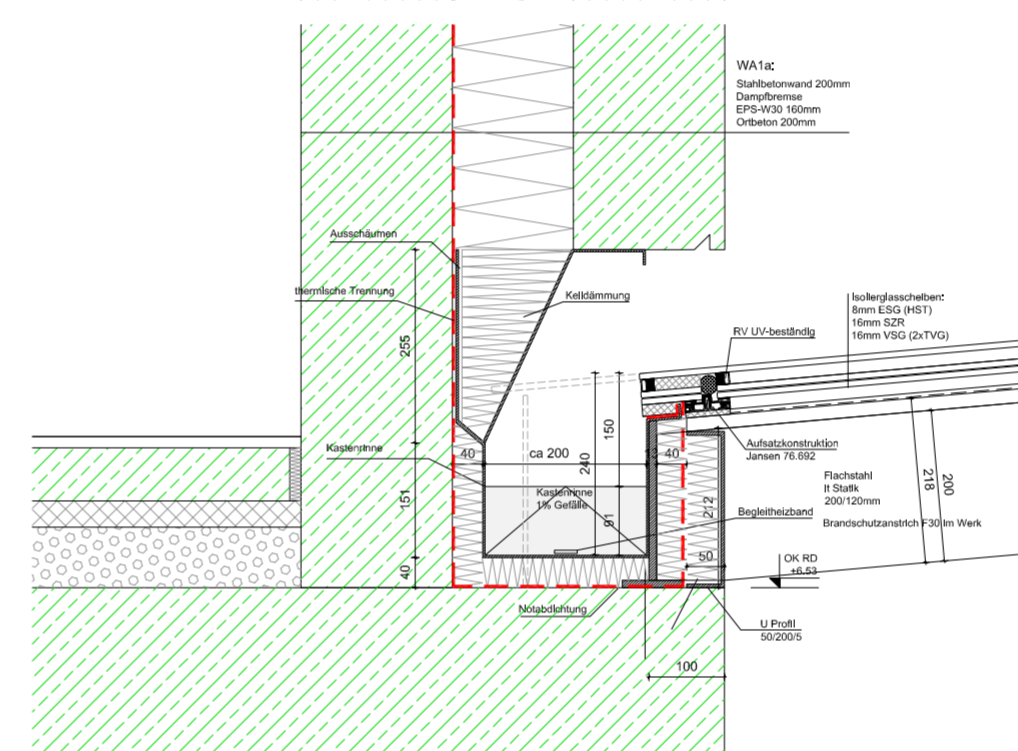 WA1a:
Stahlbetonwand 200mm
Dampfbremse
EPS-W30 160mm
Ortbeton 200mm
Ausschäumen
thermische Trennung
Keildämmung
Isolierglasscheiben:
8mm ESG (HST)
16mm SZR
16mm VSG (2xTVG)
RV UV-beständig
255
150
240
Kastenrinne
40
ca 200
40
Aufsatzkonstruktion
Jansen 76.692
Flachstahl
lt Statik
200/120mm
218
200
Kastenrinne
1% Gefälle
151
91
212
Begleitheizband
Brandschutzanstrich F30 im Werk
50
OK RD
+6.53
40
Notabdichtung
U Profil
50/200/5
100